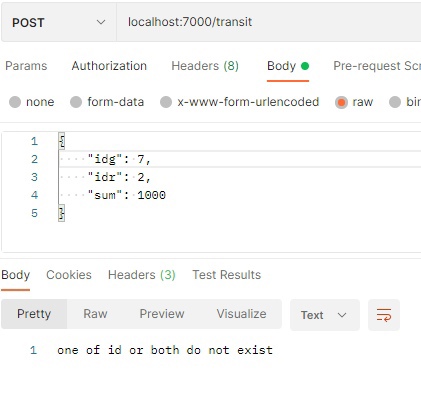 POST localhost:7000/transit
Params Authorization Headers (8) Body Pre-request Scr
none form-data x-www-form-urlencoded raw bin
1 {
2 "idg": 7,
3 "idr": 2,
4 "sum": 1000
5 }
Body Cookies Headers (3) Test Results
Pretty Raw Preview Visualize Text
1 one of id or both do not exist